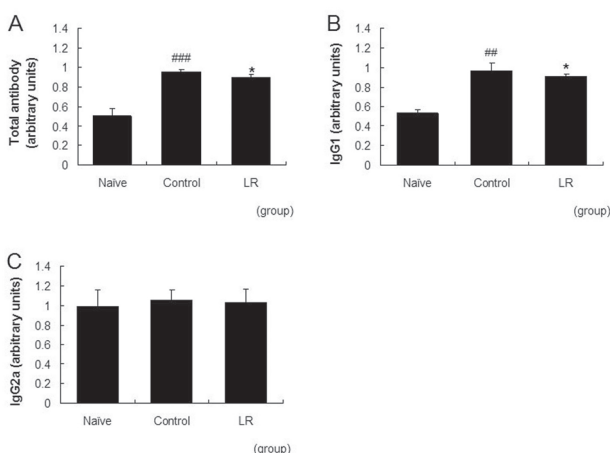 A
Total antibody
(arbitrary units)
1.4
1.2
1
0.8
0.6
0.4
0.2
0
###
*
Naïve Control LR
(group)
B
IgG1 (arbitrary units)
1.4
1.2
1
0.8
0.6
0.4
0.2
0
##
*
Naïve Control LR
(group)
C
IgG2a (arbitrary units)
1.4
1.2
1
0.8
0.6
0.4
0.2
0
Naïve Control LR
(group)